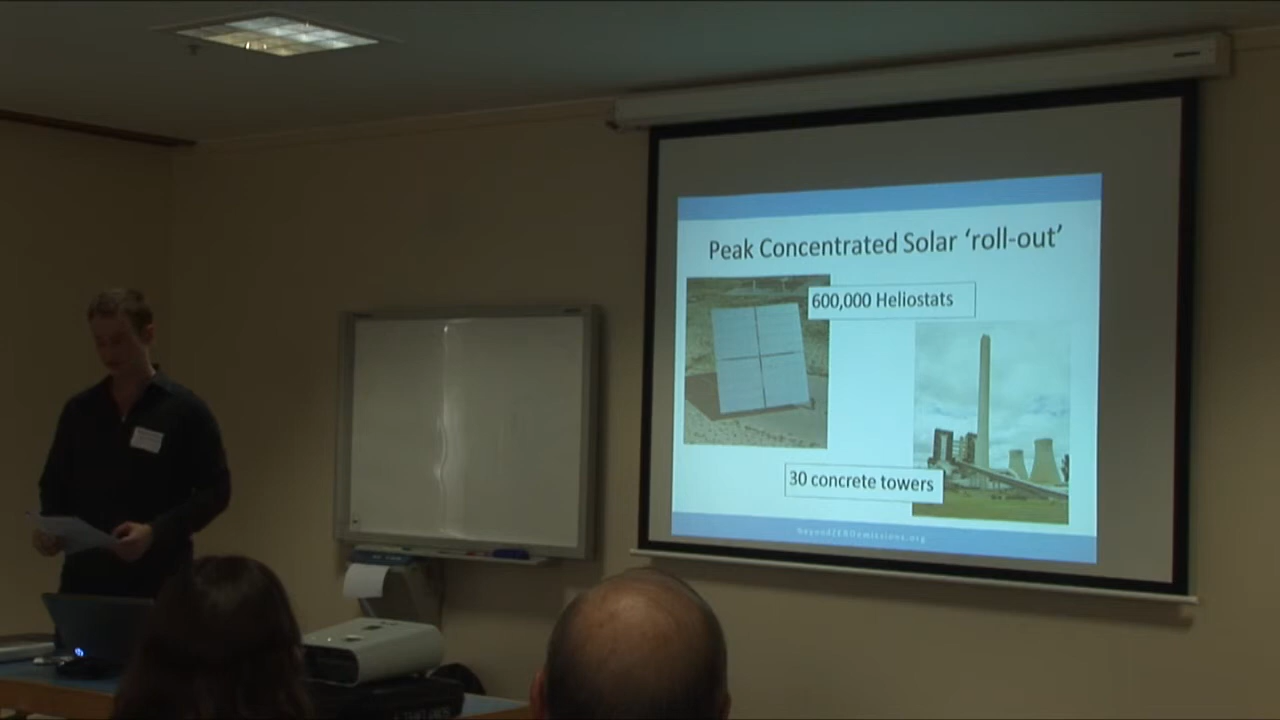 Peak Concentrated Solar ‘roll-out’
600,000 Heliostats
30 concrete towers
beyondZEROemissions.org